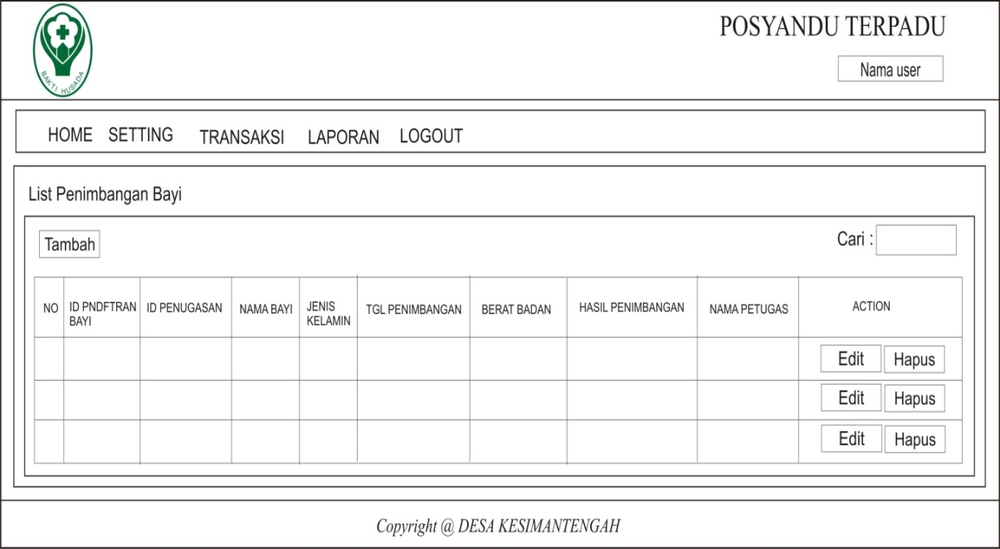 BAKTI HUSADA
POSYANDU TERPADU
Nama user
HOME SETTING TRANSAKSI LAPORAN LOGOUT
List Penimbangan Bayi
Tambah Cari :
NO ID PNDFTRAN BAYI ID PENUGASAN NAMA BAYI JENIS KELAMIN TGL PENIMBANGAN BERAT BADAN HASIL PENIMBANGAN NAMA PETUGAS ACTION
Edit Hapus
Edit Hapus
Edit Hapus
Copyright @ DESA KESIMANTENGAH